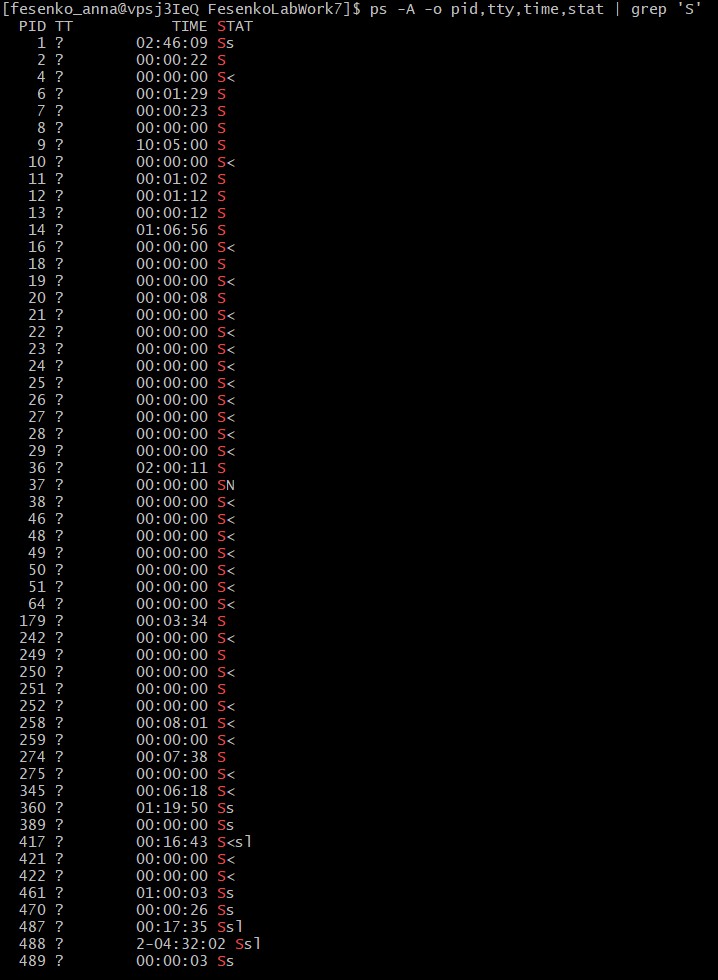 [fesenko_anna@vpsj3IeQ FesenkoLabWork7]$ ps -A -o pid,tty,time,stat | grep 'S'
  PID TT           TIME STAT
    1 ?        02:46:09 Ss
    2 ?        00:00:22 S
    4 ?        00:00:00 S<
    6 ?        00:01:29 S
    7 ?        00:00:23 S
    8 ?        00:00:00 S
    9 ?        10:05:00 S
   10 ?        00:00:00 S<
   11 ?        00:01:02 S
   12 ?        00:01:12 S
   13 ?        00:00:12 S
   14 ?        01:06:56 S
   16 ?        00:00:00 S<
   18 ?        00:00:00 S
   19 ?        00:00:00 S<
   20 ?        00:00:08 S
   21 ?        00:00:00 S<
   22 ?        00:00:00 S<
   23 ?        00:00:00 S<
   24 ?        00:00:00 S<
   25 ?        00:00:00 S<
   26 ?        00:00:00 S<
   27 ?        00:00:00 S<
   28 ?        00:00:00 S<
   29 ?        00:00:00 S<
   36 ?        02:00:11 S
   37 ?        00:00:00 SN
   38 ?        00:00:00 S<
   46 ?        00:00:00 S<
   48 ?        00:00:00 S<
   49 ?        00:00:00 S<
   50 ?        00:00:00 S<
   51 ?        00:00:00 S<
   64 ?        00:00:00 S<
  179 ?        00:03:34 S
  242 ?        00:00:00 S<
  249 ?        00:00:00 S
  250 ?        00:00:00 S<
  251 ?        00:00:00 S
  252 ?        00:00:00 S<
  258 ?        00:08:01 S<
  259 ?        00:00:00 S<
  274 ?        00:07:38 S
  275 ?        00:00:00 S<
  345 ?        00:06:18 S<
  360 ?        01:19:50 Ss
  389 ?        00:00:00 Ss
  417 ?        00:16:43 S<sl
  421 ?        00:00:00 S<
  422 ?        00:00:00 S<
  461 ?        01:00:03 Ss
  470 ?        00:00:26 Ss
  487 ?        00:17:35 Ssl
  488 ?        2-04:32:02 Ssl
  489 ?        00:00:03 Ss